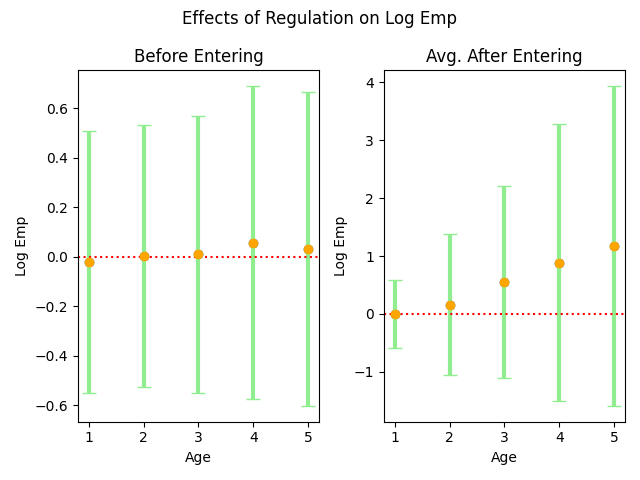 Effects of Regulation on Log Emp
Before Entering
Log Emp
0.6
0.4
0.2
0.0
−0.2
−0.4
−0.6
1 2 3 4 5
Age
Avg. After Entering
Log Emp
4
3
2
1
0
−1
1 2 3 4 5
Age